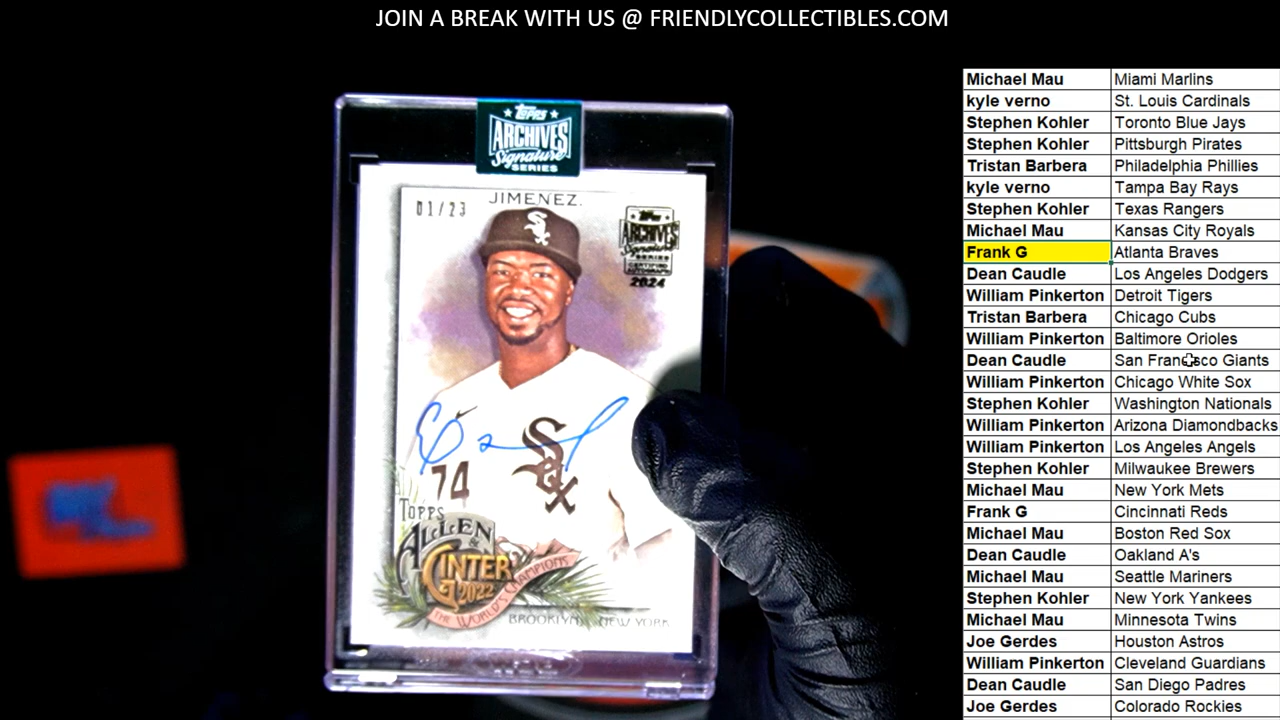 JOIN A BREAK WITH US @ FRIENDLYCOLLECTIBLES.COM
TOPPS
ARCHIVES
Signature
SERIES
JIMENEZ.
01/23
Topps
ARCHIVES
Signature
SERIES
CERTIFIED
AUTOGRAPH
2024
Sox
74
TOPPS
ALLEN &
GINTER
2022
THE WORLD'S CHAMPIONS
BROOKLYN, NEW YORK
Michael Mau Miami Marlins
kyle verno St. Louis Cardinals
Stephen Kohler Toronto Blue Jays
Stephen Kohler Pittsburgh Pirates
Tristan Barbera Philadelphia Phillies
kyle verno Tampa Bay Rays
Stephen Kohler Texas Rangers
Michael Mau Kansas City Royals
Frank G Atlanta Braves
Dean Caudle Los Angeles Dodgers
William Pinkerton Detroit Tigers
Tristan Barbera Chicago Cubs
William Pinkerton Baltimore Orioles
Dean Caudle San Francisco Giants
William Pinkerton Chicago White Sox
Stephen Kohler Washington Nationals
William Pinkerton Arizona Diamondbacks
William Pinkerton Los Angeles Angels
Stephen Kohler Milwaukee Brewers
Michael Mau New York Mets
Frank G Cincinnati Reds
Michael Mau Boston Red Sox
Dean Caudle Oakland A's
Michael Mau Seattle Mariners
Stephen Kohler New York Yankees
Michael Mau Minnesota Twins
Joe Gerdes Houston Astros
William Pinkerton Cleveland Guardians
Dean Caudle San Diego Padres
Joe Gerdes Colorado Rockies